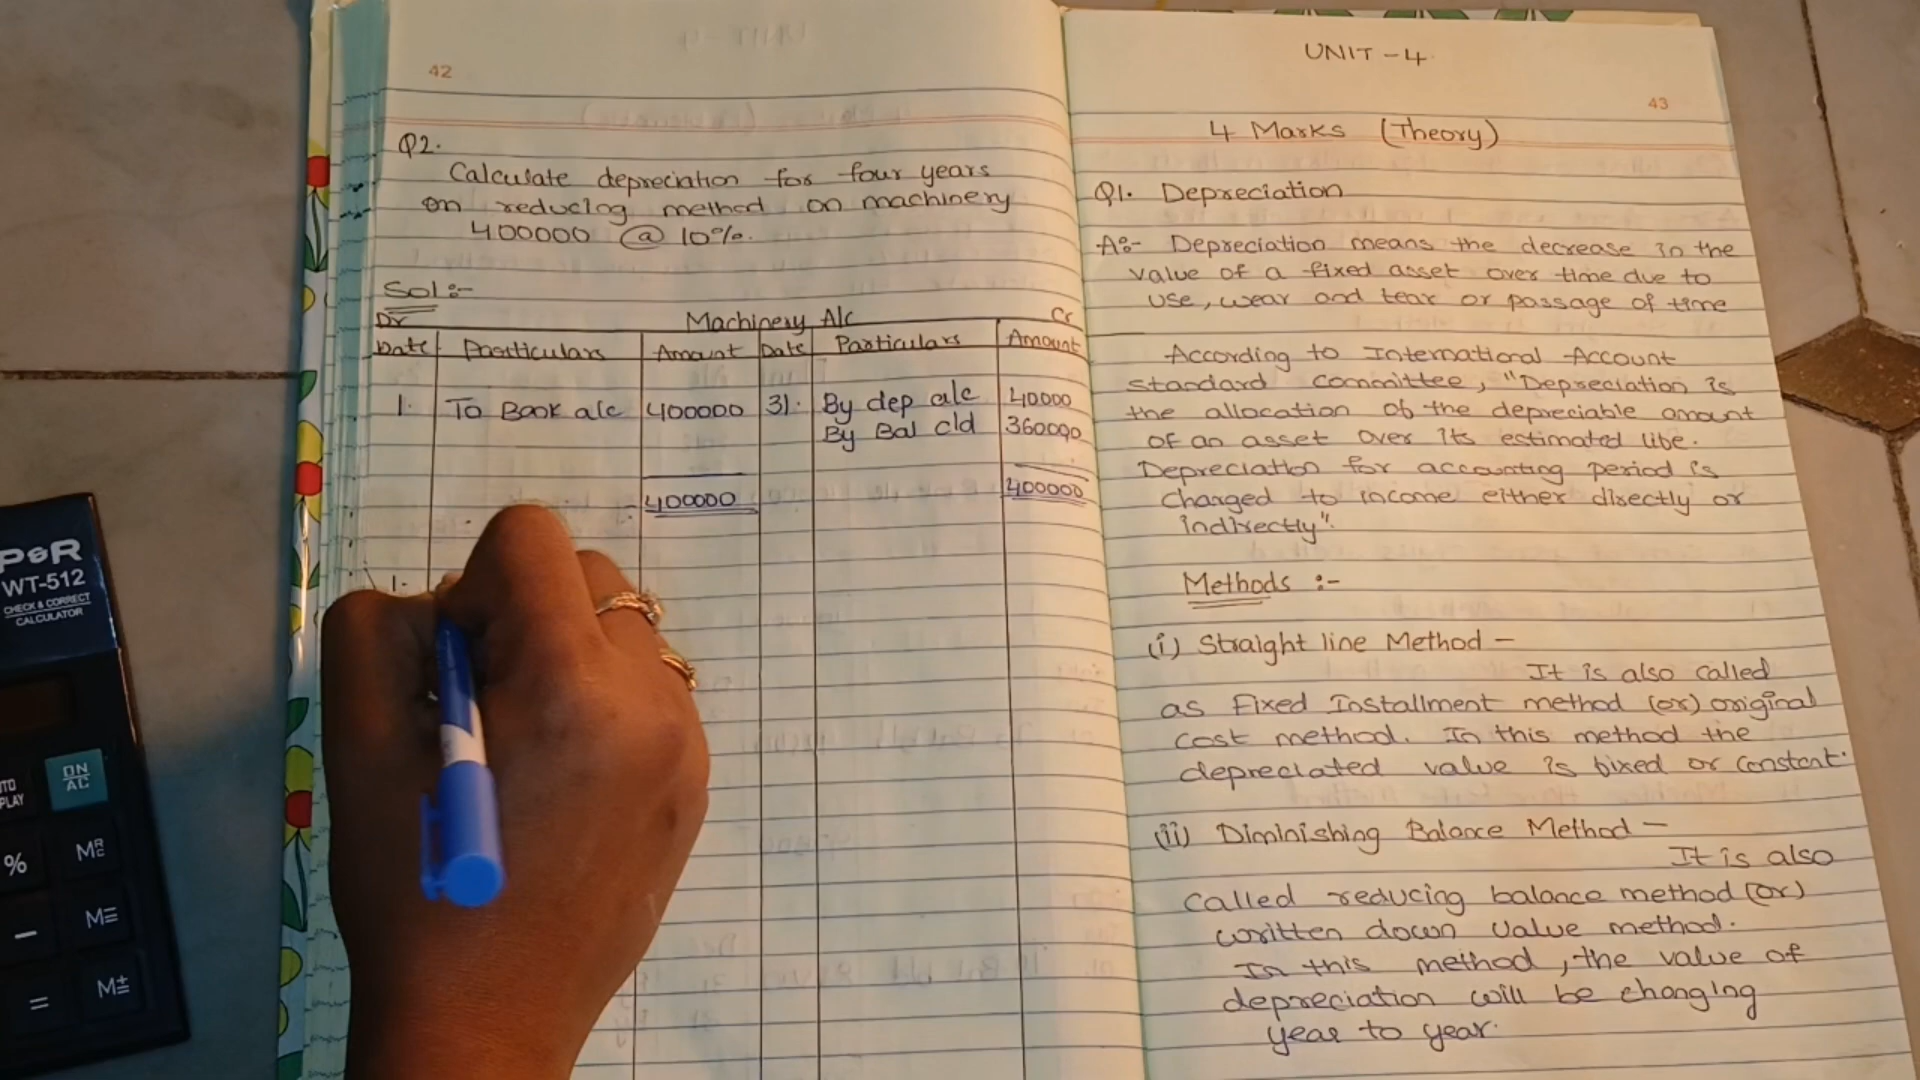 42
Q2.
Calculate depreciation for four years
on reducing method on machinery
400000 @ 10%.
Sol :-
Dr Machinery A/c Cr
Date Particulars Amount Date Particulars Amount
1. To Bank a/c 400000 31. By dep a/c 40000
By Bal c/d 360000
400000 400000
1.
UNIT - 4
43
4 Marks (Theory)
Q1. Depreciation
A:- Depreciation means the decrease in the
value of a fixed asset over time due to
use, wear and tear or passage of time
According to International Account
standard committee, "Depreciation is
the allocation of the depreciable amount
of an asset over its estimated life.
Depreciation for accounting period is
charged to income either directly or
indirectly".
Methods :-
(i) Straight line Method -
It is also called
as Fixed Installment method (or) original
cost method. In this method the
depreciated value is fixed or constant.
(ii) Diminishing Balance Method -
It is also
called reducing balance method (or)
written down value method.
In this method, the value of
depreciation will be changing
year to year.
P&R
WT-512
CHECK & CORRECT
CALCULATOR
ON
AC
PLAY
% MRC
- M=
= M±